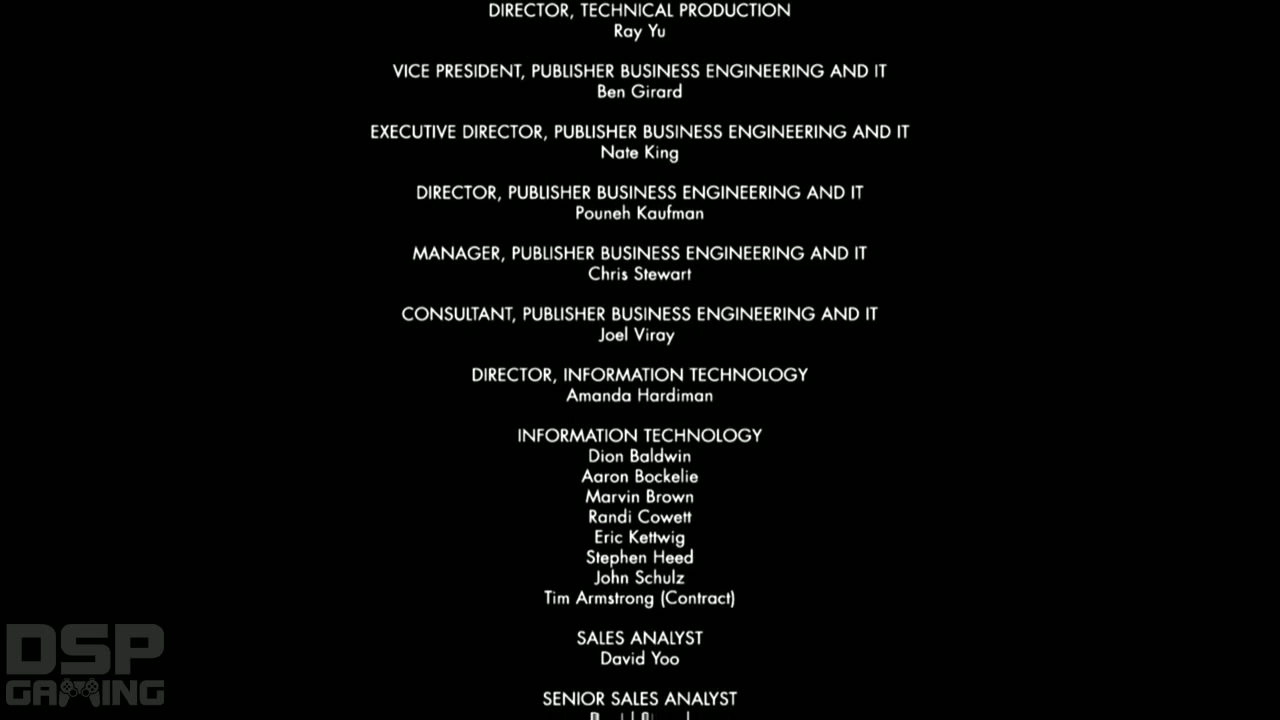 DIRECTOR, TECHNICAL PRODUCTION
Ray Yu
VICE PRESIDENT, PUBLISHER BUSINESS ENGINEERING AND IT
Ben Girard
EXECUTIVE DIRECTOR, PUBLISHER BUSINESS ENGINEERING AND IT
Nate King
DIRECTOR, PUBLISHER BUSINESS ENGINEERING AND IT
Pouneh Kaufman
MANAGER, PUBLISHER BUSINESS ENGINEERING AND IT
Chris Stewart
CONSULTANT, PUBLISHER BUSINESS ENGINEERING AND IT
Joel Viray
DIRECTOR, INFORMATION TECHNOLOGY
Amanda Hardiman
INFORMATION TECHNOLOGY
Dion Baldwin
Aaron Bockelie
Marvin Brown
Randi Cowett
Eric Kettwig
Stephen Heed
John Schulz
Tim Armstrong (Contract)
SALES ANALYST
David Yoo
SENIOR SALES ANALYST
DSP
GAMING